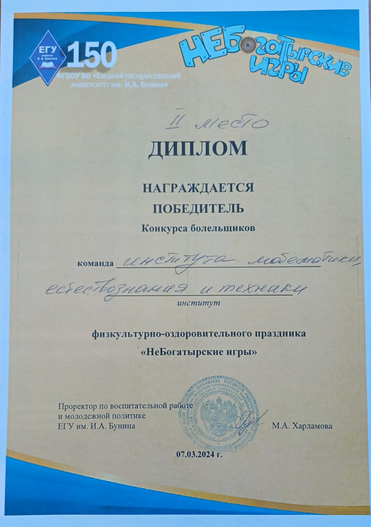 ЕГУ
150
НЕБогатырские
игры
ФГБОУ ВО «ЕЛЕЦКИЙ ГОСУДАРСТВЕННЫЙ
УНИВЕРСИТЕТ ИМ. И.А. БУНИНА»
II место
ДИПЛОМ
НАГРАЖДАЕТСЯ
ПОБЕДИТЕЛЬ
Конкурса болельщиков
команда института математики,
естествознания и техники
институт
физкультурно-оздоровительного праздника
«НеБогатырские игры»
Проректор по воспитательной работе
и молодежной политике
ЕГУ им. И.А. Бунина
М.А. Харламова
07.03.2024 г.